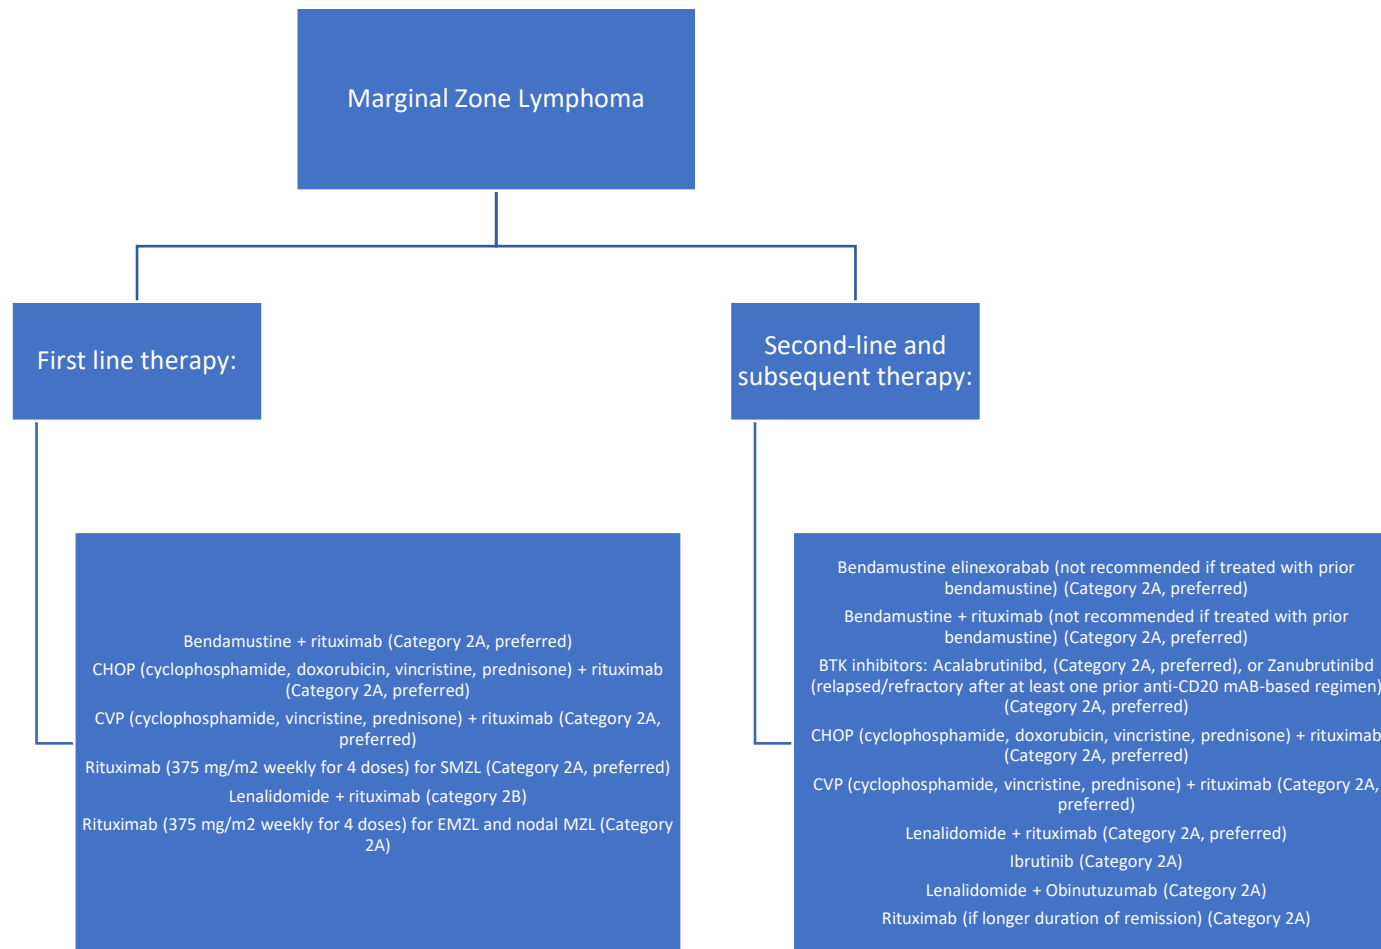 Marginal Zone Lymphoma
First line therapy:
Second-line and
subsequent therapy:
Bendamustine + rituximab (Category 2A, preferred)
CHOP (cyclophosphamide, doxorubicin, vincristine, prednisone) + rituximab
(Category 2A, preferred)
CVP (cyclophosphamide, vincristine, prednisone) + rituximab (Category 2A,
preferred)
Rituximab (375 mg/m2 weekly for 4 doses) for SMZL (Category 2A, preferred)
Lenalidomide + rituximab (category 2B)
Rituximab (375 mg/m2 weekly for 4 doses) for EMZL and nodal MZL (Category
2A)
Bendamustine elinexorabab (not recommended if treated with prior
bendamustine) (Category 2A, preferred)
Bendamustine + rituximab (not recommended if treated with prior
bendamustine) (Category 2A, preferred)
BTK inhibitors: Acalabrutinibd, (Category 2A, preferred), or Zanubrutinibd
(relapsed/refractory after at least one prior anti-CD20 mAB-based regimen)
(Category 2A, preferred)
CHOP (cyclophosphamide, doxorubicin, vincristine, prednisone) + rituximab
(Category 2A, preferred)
CVP (cyclophosphamide, vincristine, prednisone) + rituximab (Category 2A,
preferred)
Lenalidomide + rituximab (Category 2A, preferred)
Ibrutinib (Category 2A)
Lenalidomide + Obinutuzumab (Category 2A)
Rituximab (if longer duration of remission) (Category 2A)